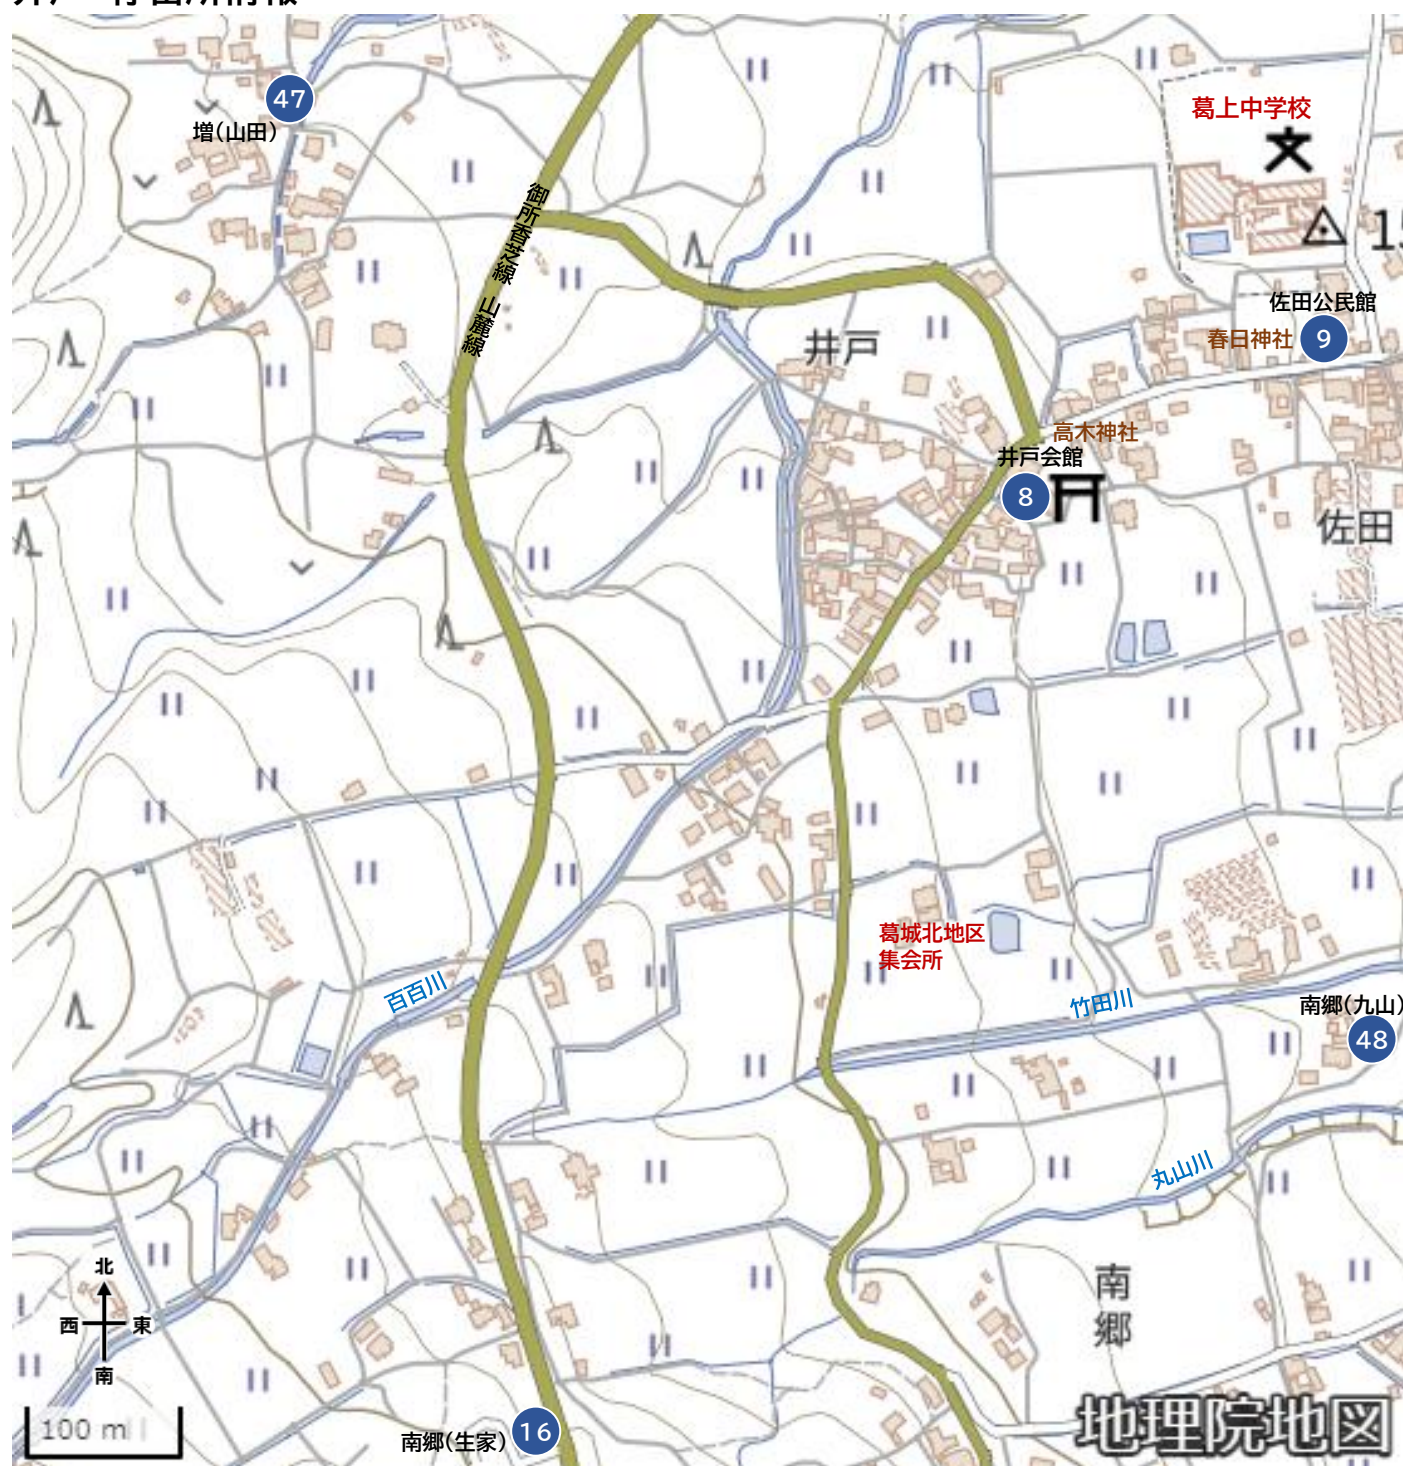 47
増(山田)
葛上中学校
御所香芝線 山麓線
佐田公民館
春日神社
9
井戸
高木神社
井戸会館
8
佐田
葛城北地区
集会所
百百川
竹田川
南郷(九山)
48
丸山川
北
西 東
南
南郷
100 m
南郷(生家)
16
地理院地図